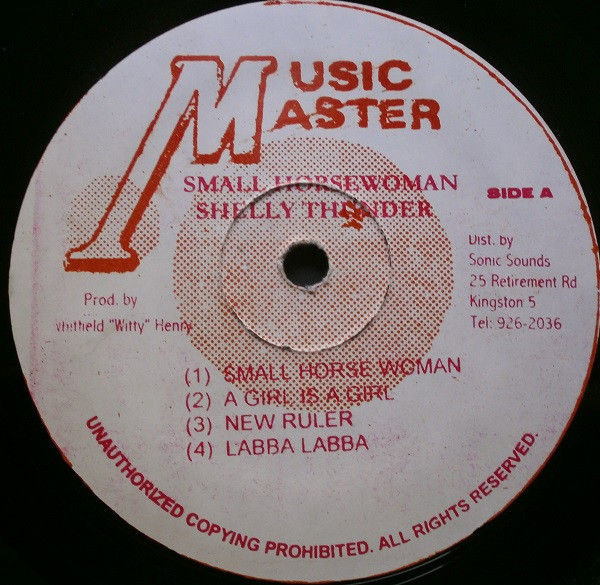 MUSIC
MASTER
SMALL HORSEWOMAN
SHELLY THUNDER
SIDE A
Dist. by
Sonic Sounds
25 Retirement Rd
Kingston 5
Tel: 926-2036
Prod. by
Whitfield "Witty" Henry
(1) SMALL HORSE WOMAN
(2) A GIRL IS A GIRL
(3) NEW RULER
(4) LABBA LABBA
UNAUTHORIZED COPYING PROHIBITED. ALL RIGHTS RESERVED.